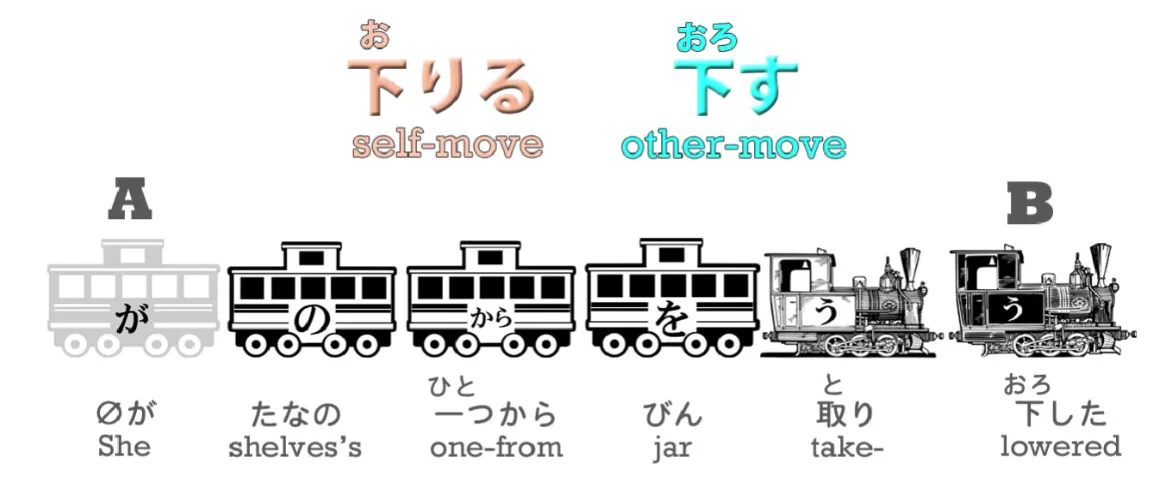 お おろ
下りる 下す
self-move other-move
A B
が の から を う う
ひと と おろ
∅が たなの 一つから びん 取り 下した
She shelves's one-from jar take- lowered